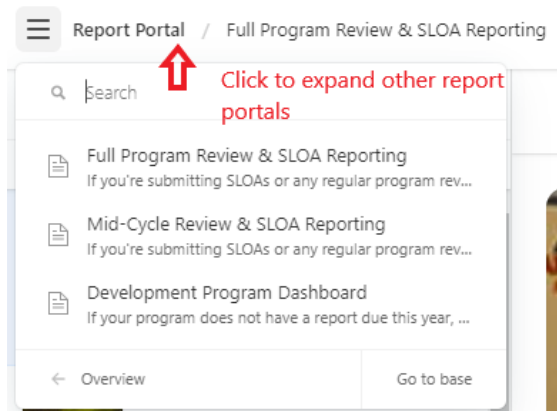 Report Portal / Full Program Review & SLOA Reporting
Click to expand other report
portals
Search
Full Program Review & SLOA Reporting
If you're submitting SLOAs or any regular program rev...
Mid-Cycle Review & SLOA Reporting
If you're submitting SLOAs or any regular program rev...
Development Program Dashboard
If your program does not have a report due this year, ...
← Overview
Go to base